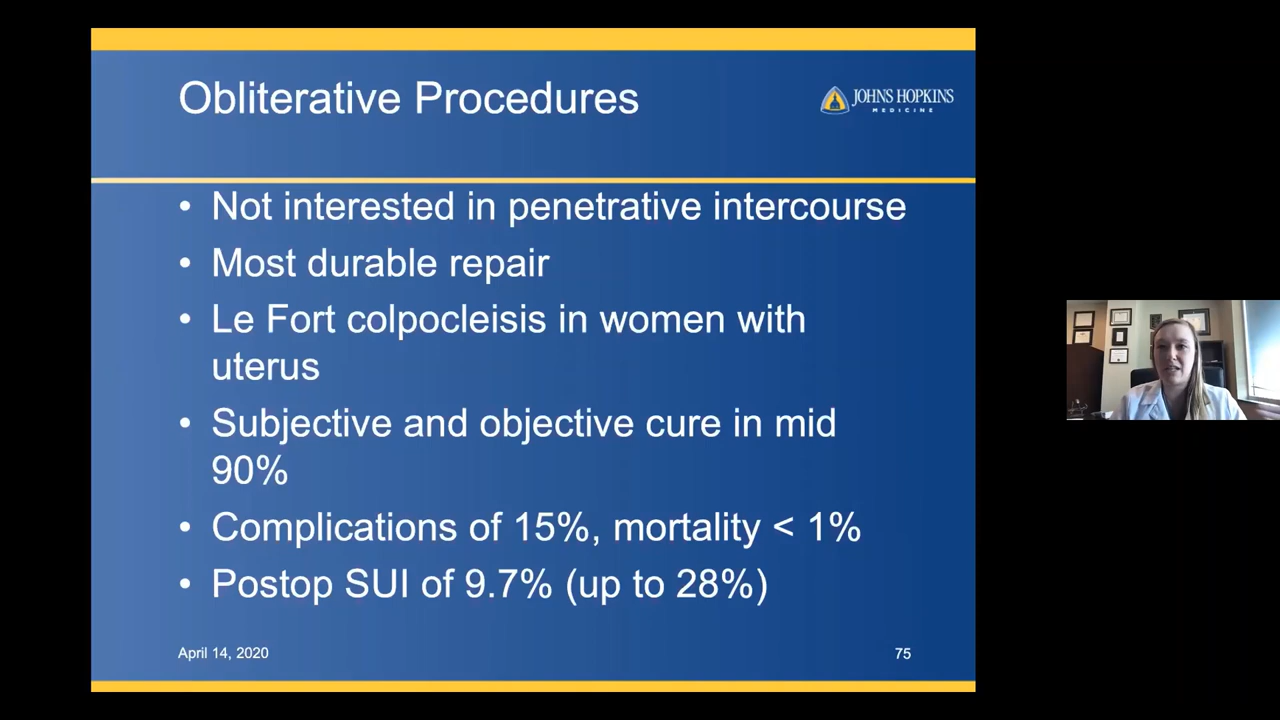 Obliterative Procedures
JOHNS HOPKINS
MEDICINE
• Not interested in penetrative intercourse
• Most durable repair
• Le Fort colpocleisis in women with
uterus
• Subjective and objective cure in mid
90%
• Complications of 15%, mortality < 1%
• Postop SUI of 9.7% (up to 28%)
April 14, 2020
75